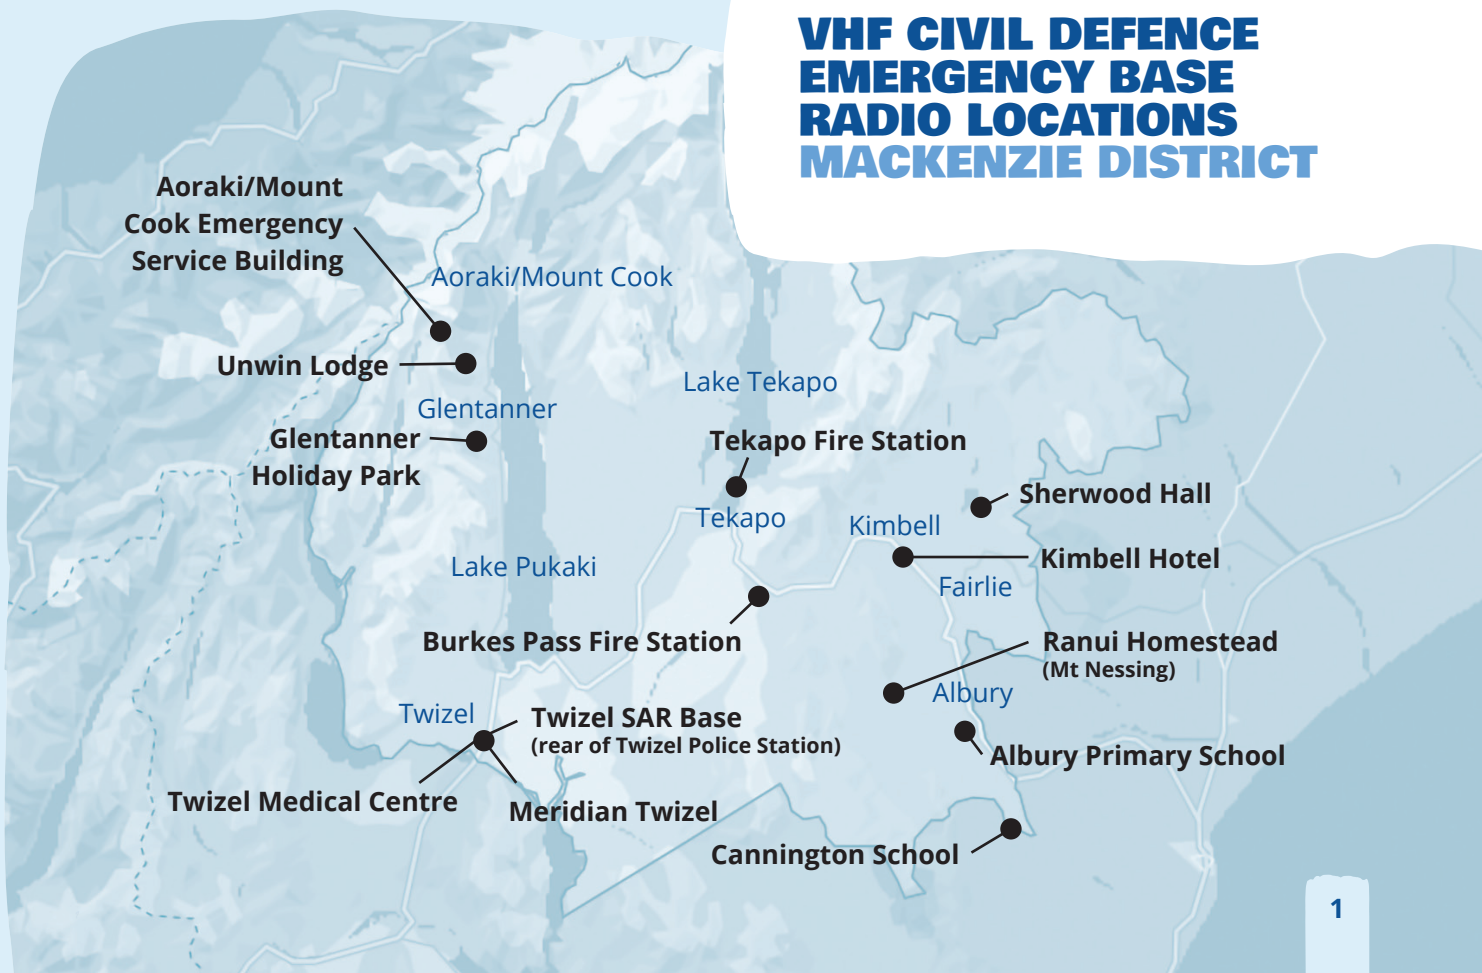 VHF CIVIL DEFENCE
EMERGENCY BASE
RADIO LOCATIONS
MACKENZIE DISTRICT
Aoraki/Mount
Cook Emergency
Service Building
Aoraki/Mount Cook
Unwin Lodge
Lake Tekapo
Glentanner
Glentanner
Holiday Park
Tekapo Fire Station
Sherwood Hall
Tekapo
Kimbell
Kimbell Hotel
Lake Pukaki
Fairlie
Burkes Pass Fire Station
Ranui Homestead
(Mt Nessing)
Albury
Twizel
Twizel SAR Base
(rear of Twizel Police Station)
Albury Primary School
Twizel Medical Centre
Meridian Twizel
Cannington School
1